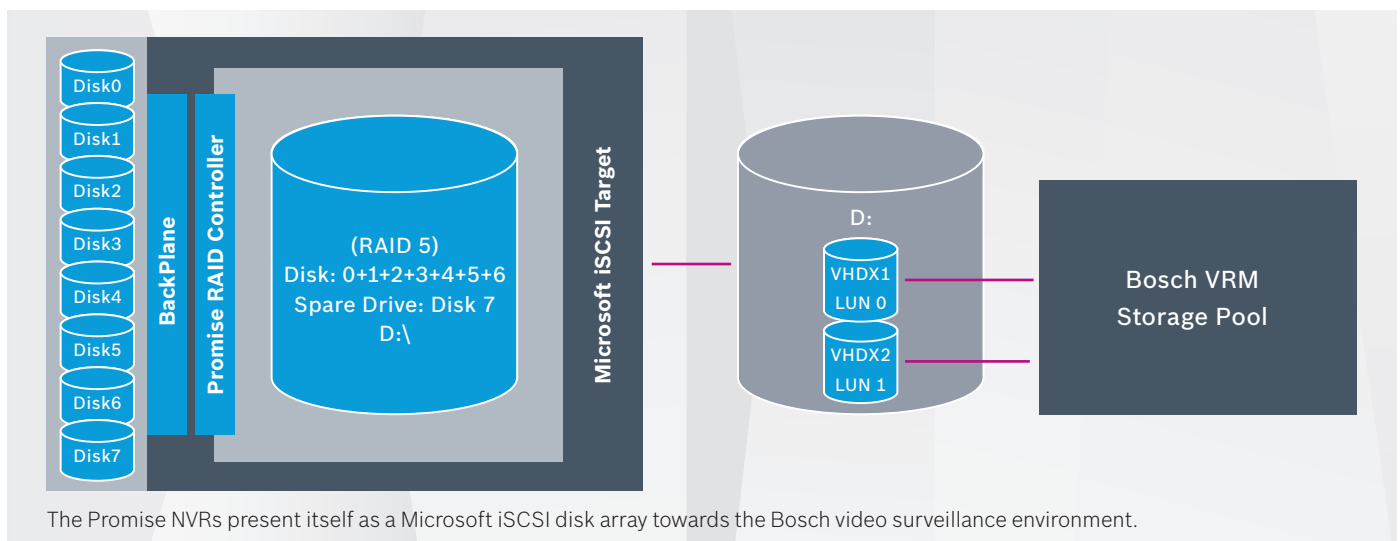 Disk0
Disk1
Disk2
Disk3
Disk4
Disk5
Disk6
Disk7
BackPlane
Promise RAID Controller
(RAID 5)
Disk: 0+1+2+3+4+5+6
Spare Drive: Disk 7
D:\
Microsoft iSCSI Target
D:
VHDX1
LUN 0
VHDX2
LUN 1
Bosch VRM
Storage Pool
The Promise NVRs present itself as a Microsoft iSCSI disk array towards the Bosch video surveillance environment.